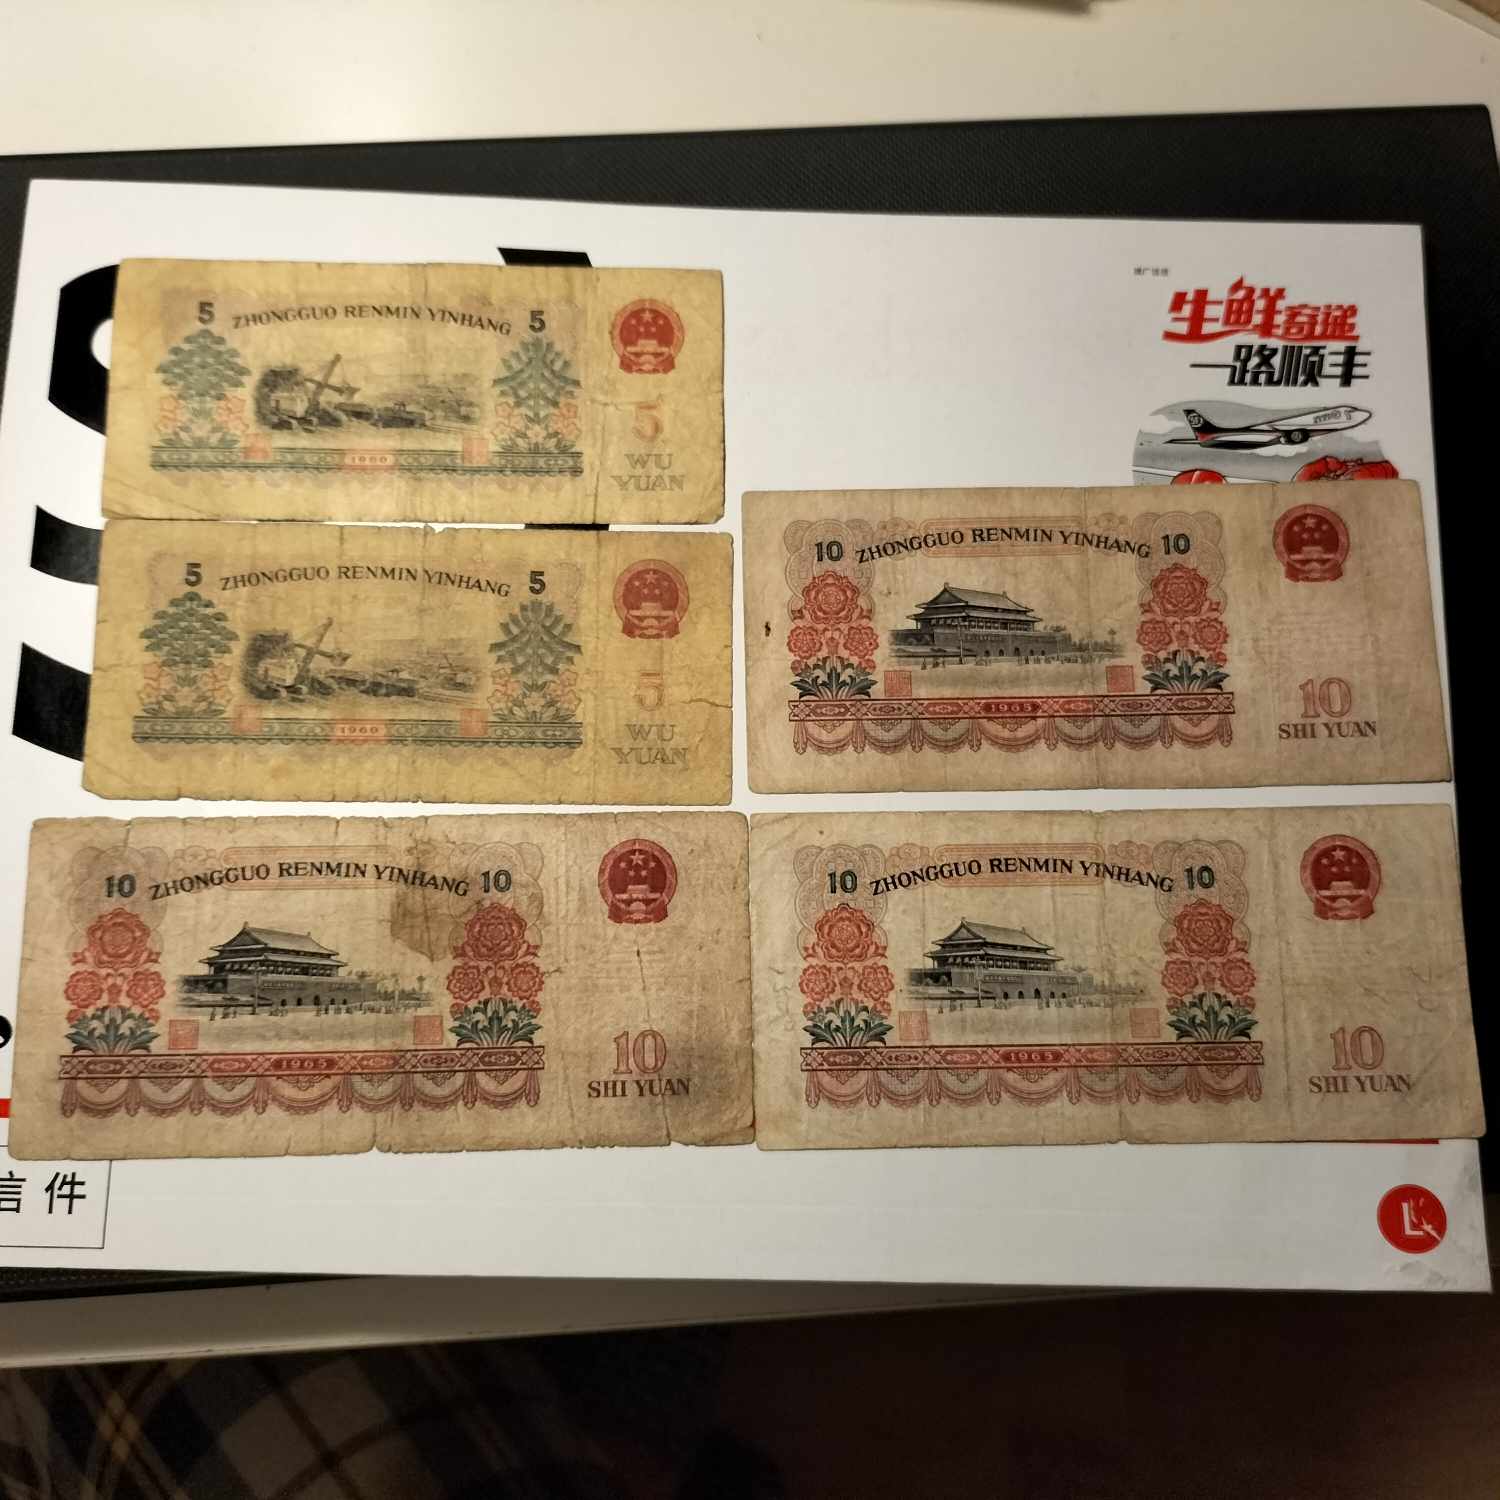 生鲜寄递
一路顺丰
5 ZHONGGUO RENMIN YINHANG 5
5
1960
WU
YUAN
5 ZHONGGUO RENMIN YINHANG 5
5
1960
WU
YUAN
10 ZHONGGUO RENMIN YINHANG 10
10
1965
SHI YUAN
10 ZHONGGUO RENMIN YINHANG 10
10
1965
SHI YUAN
10 ZHONGGUO RENMIN YINHANG 10
10
1965
SHI YUAN
信件
L